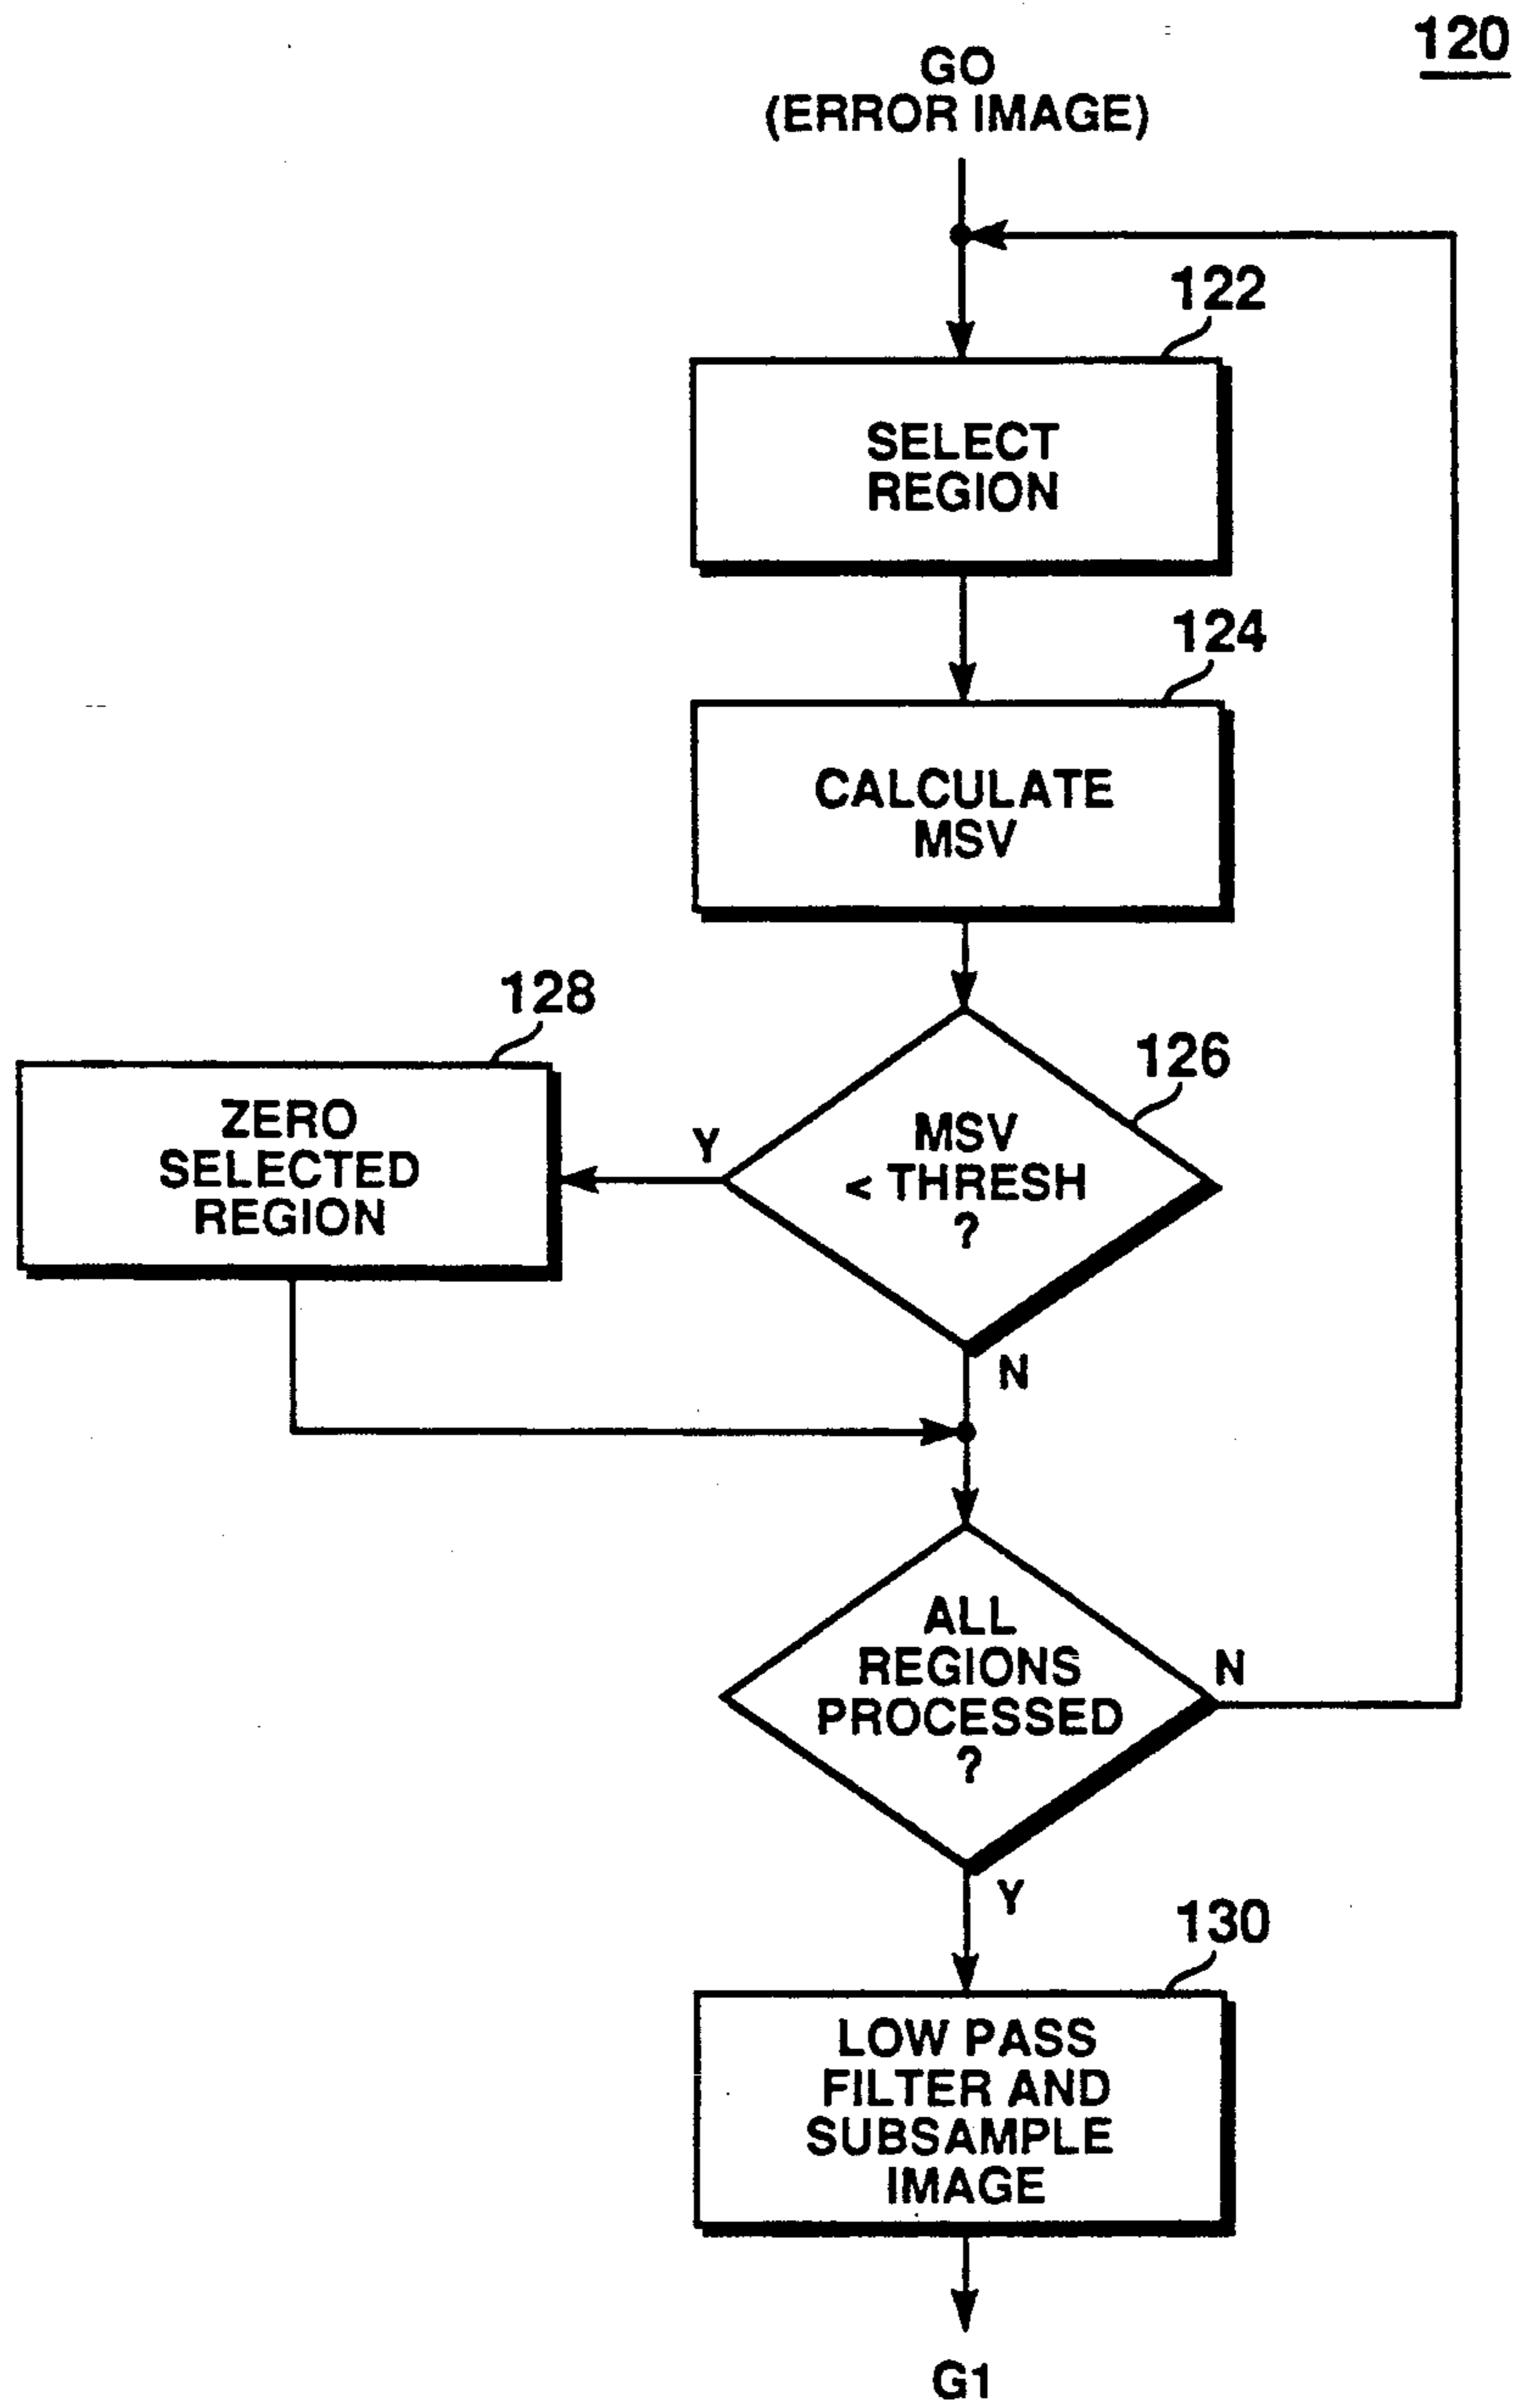 120
GO
(ERROR IMAGE)
122
SELECT
REGION
124
CALCULATE
MSV
128
ZERO
SELECTED
REGION
126
Y
MSV
< THRESH
?
N
ALL
REGIONS
PROCESSED
?
N
Y
130
LOW PASS
FILTER AND
SUBSAMPLE
IMAGE
G1